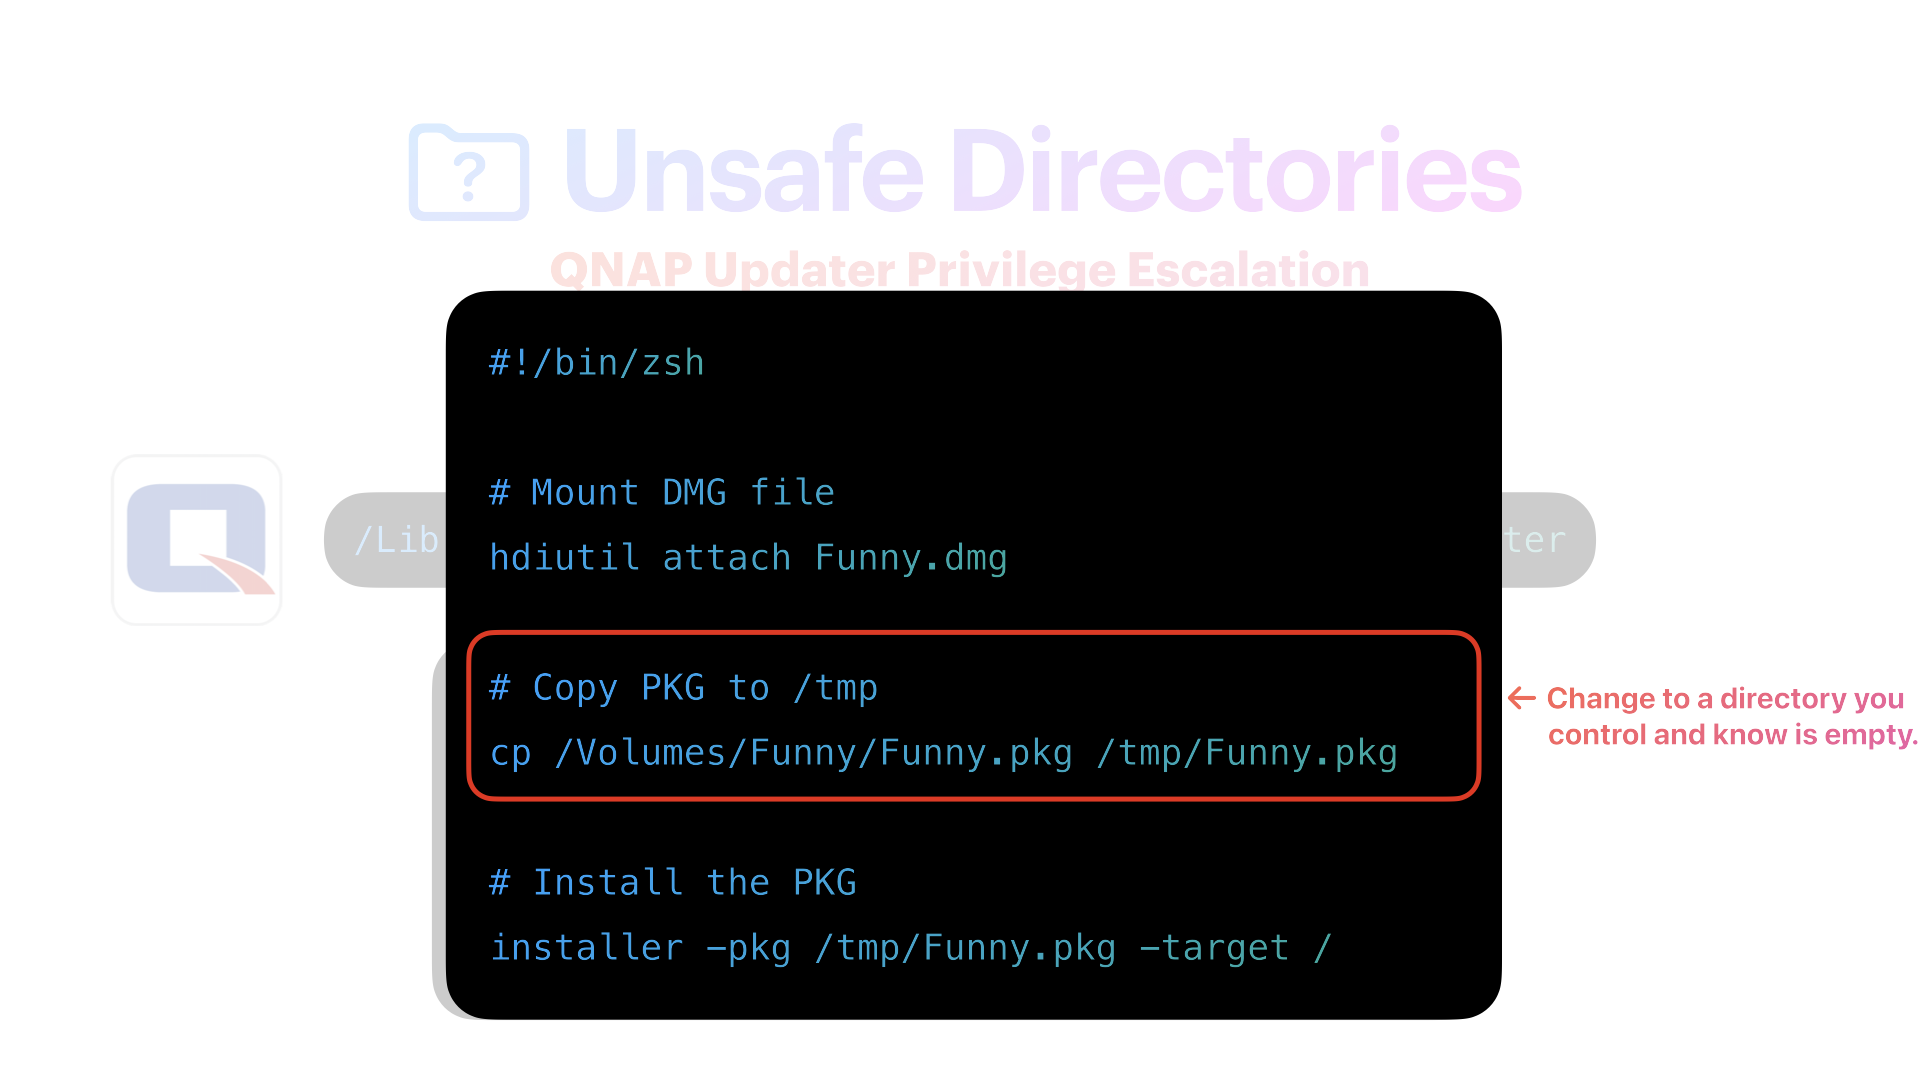 Unsafe Directories
QNAP Updater Privilege Escalation
#!/bin/zsh
# Mount DMG file
hdiutil attach Funny.dmg
/Lib
ter
# Copy PKG to /tmp
cp /Volumes/Funny/Funny.pkg /tmp/Funny.pkg
← Change to a directory you
control and know is empty.
# Install the PKG
installer -pkg /tmp/Funny.pkg -target /